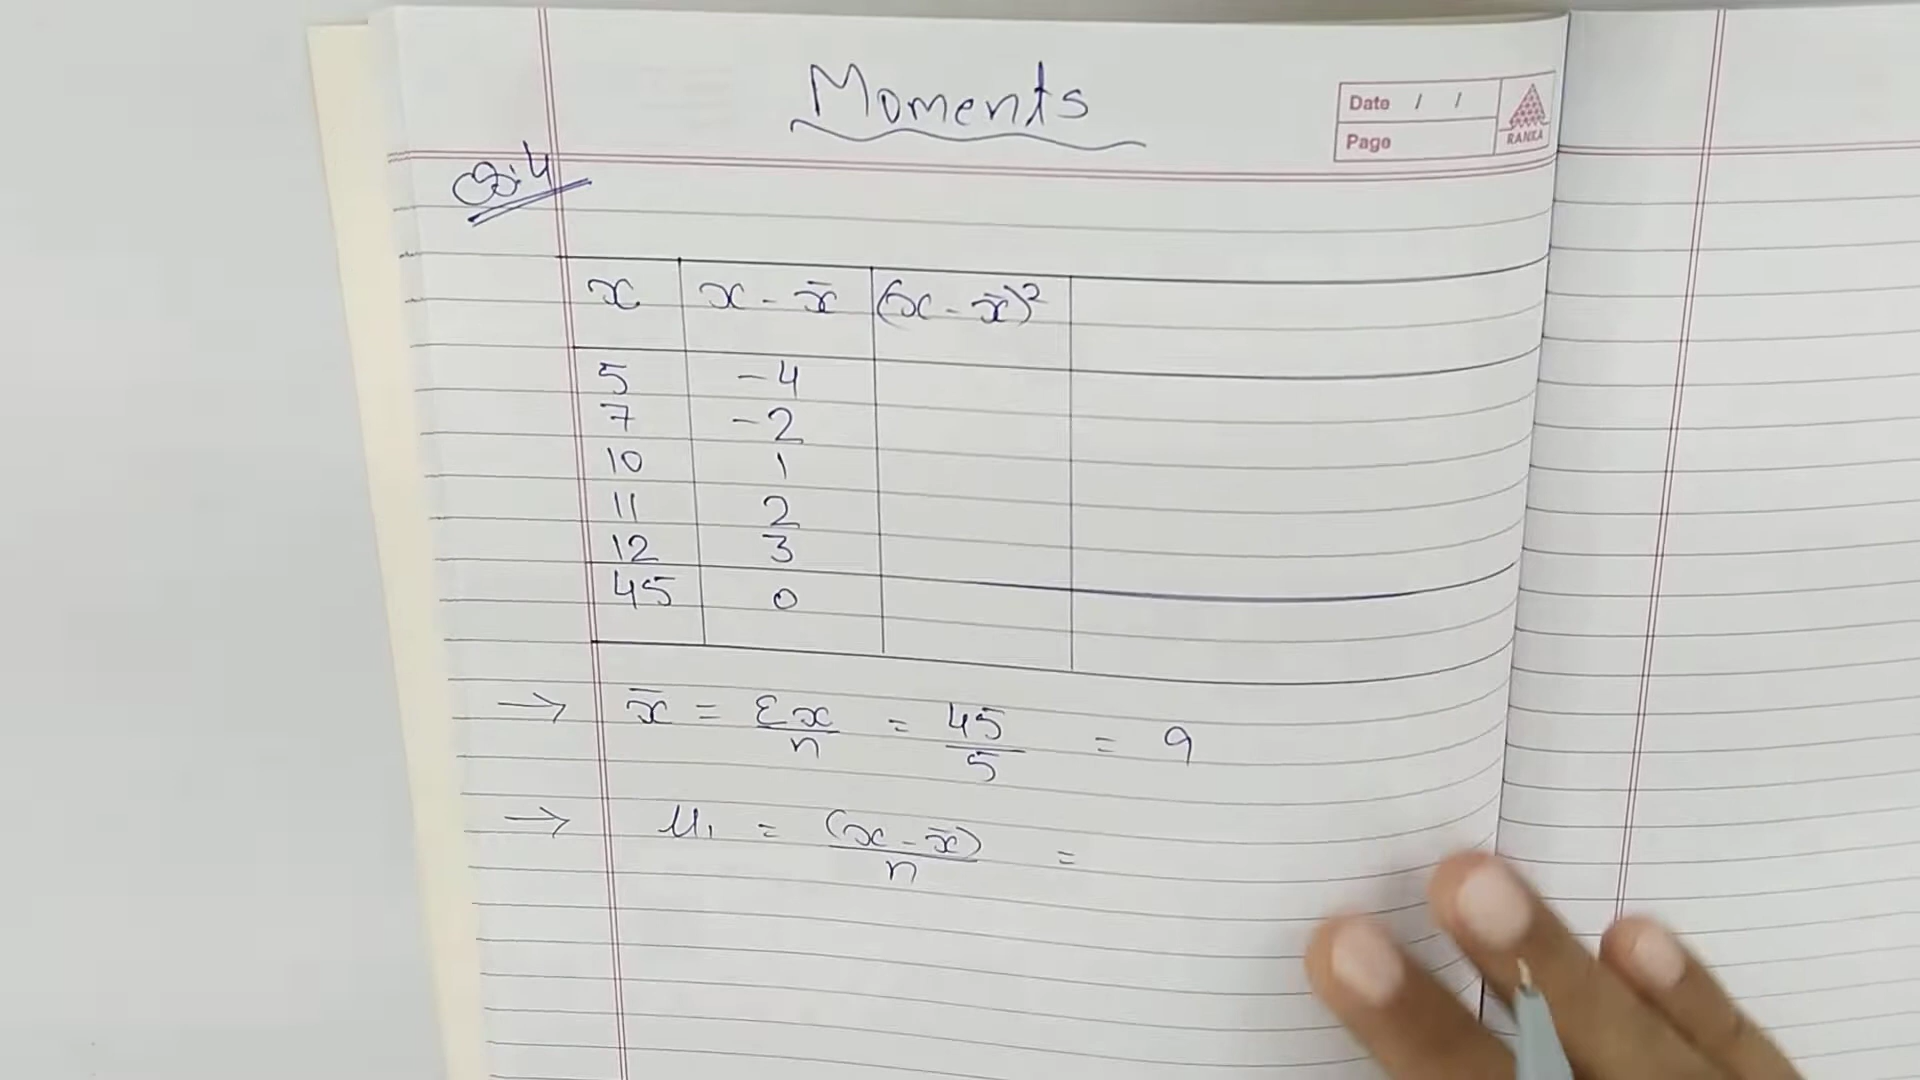 Moments
Date / /
Page
RANKA
Q:4
x x - x̄ (x - x̄)²
5 -4
7 -2
10 1
11 2
12 3
45 0
→ x̄ = Σx/n = 45/5 = 9
→ μ₁ = (x - x̄)/n =